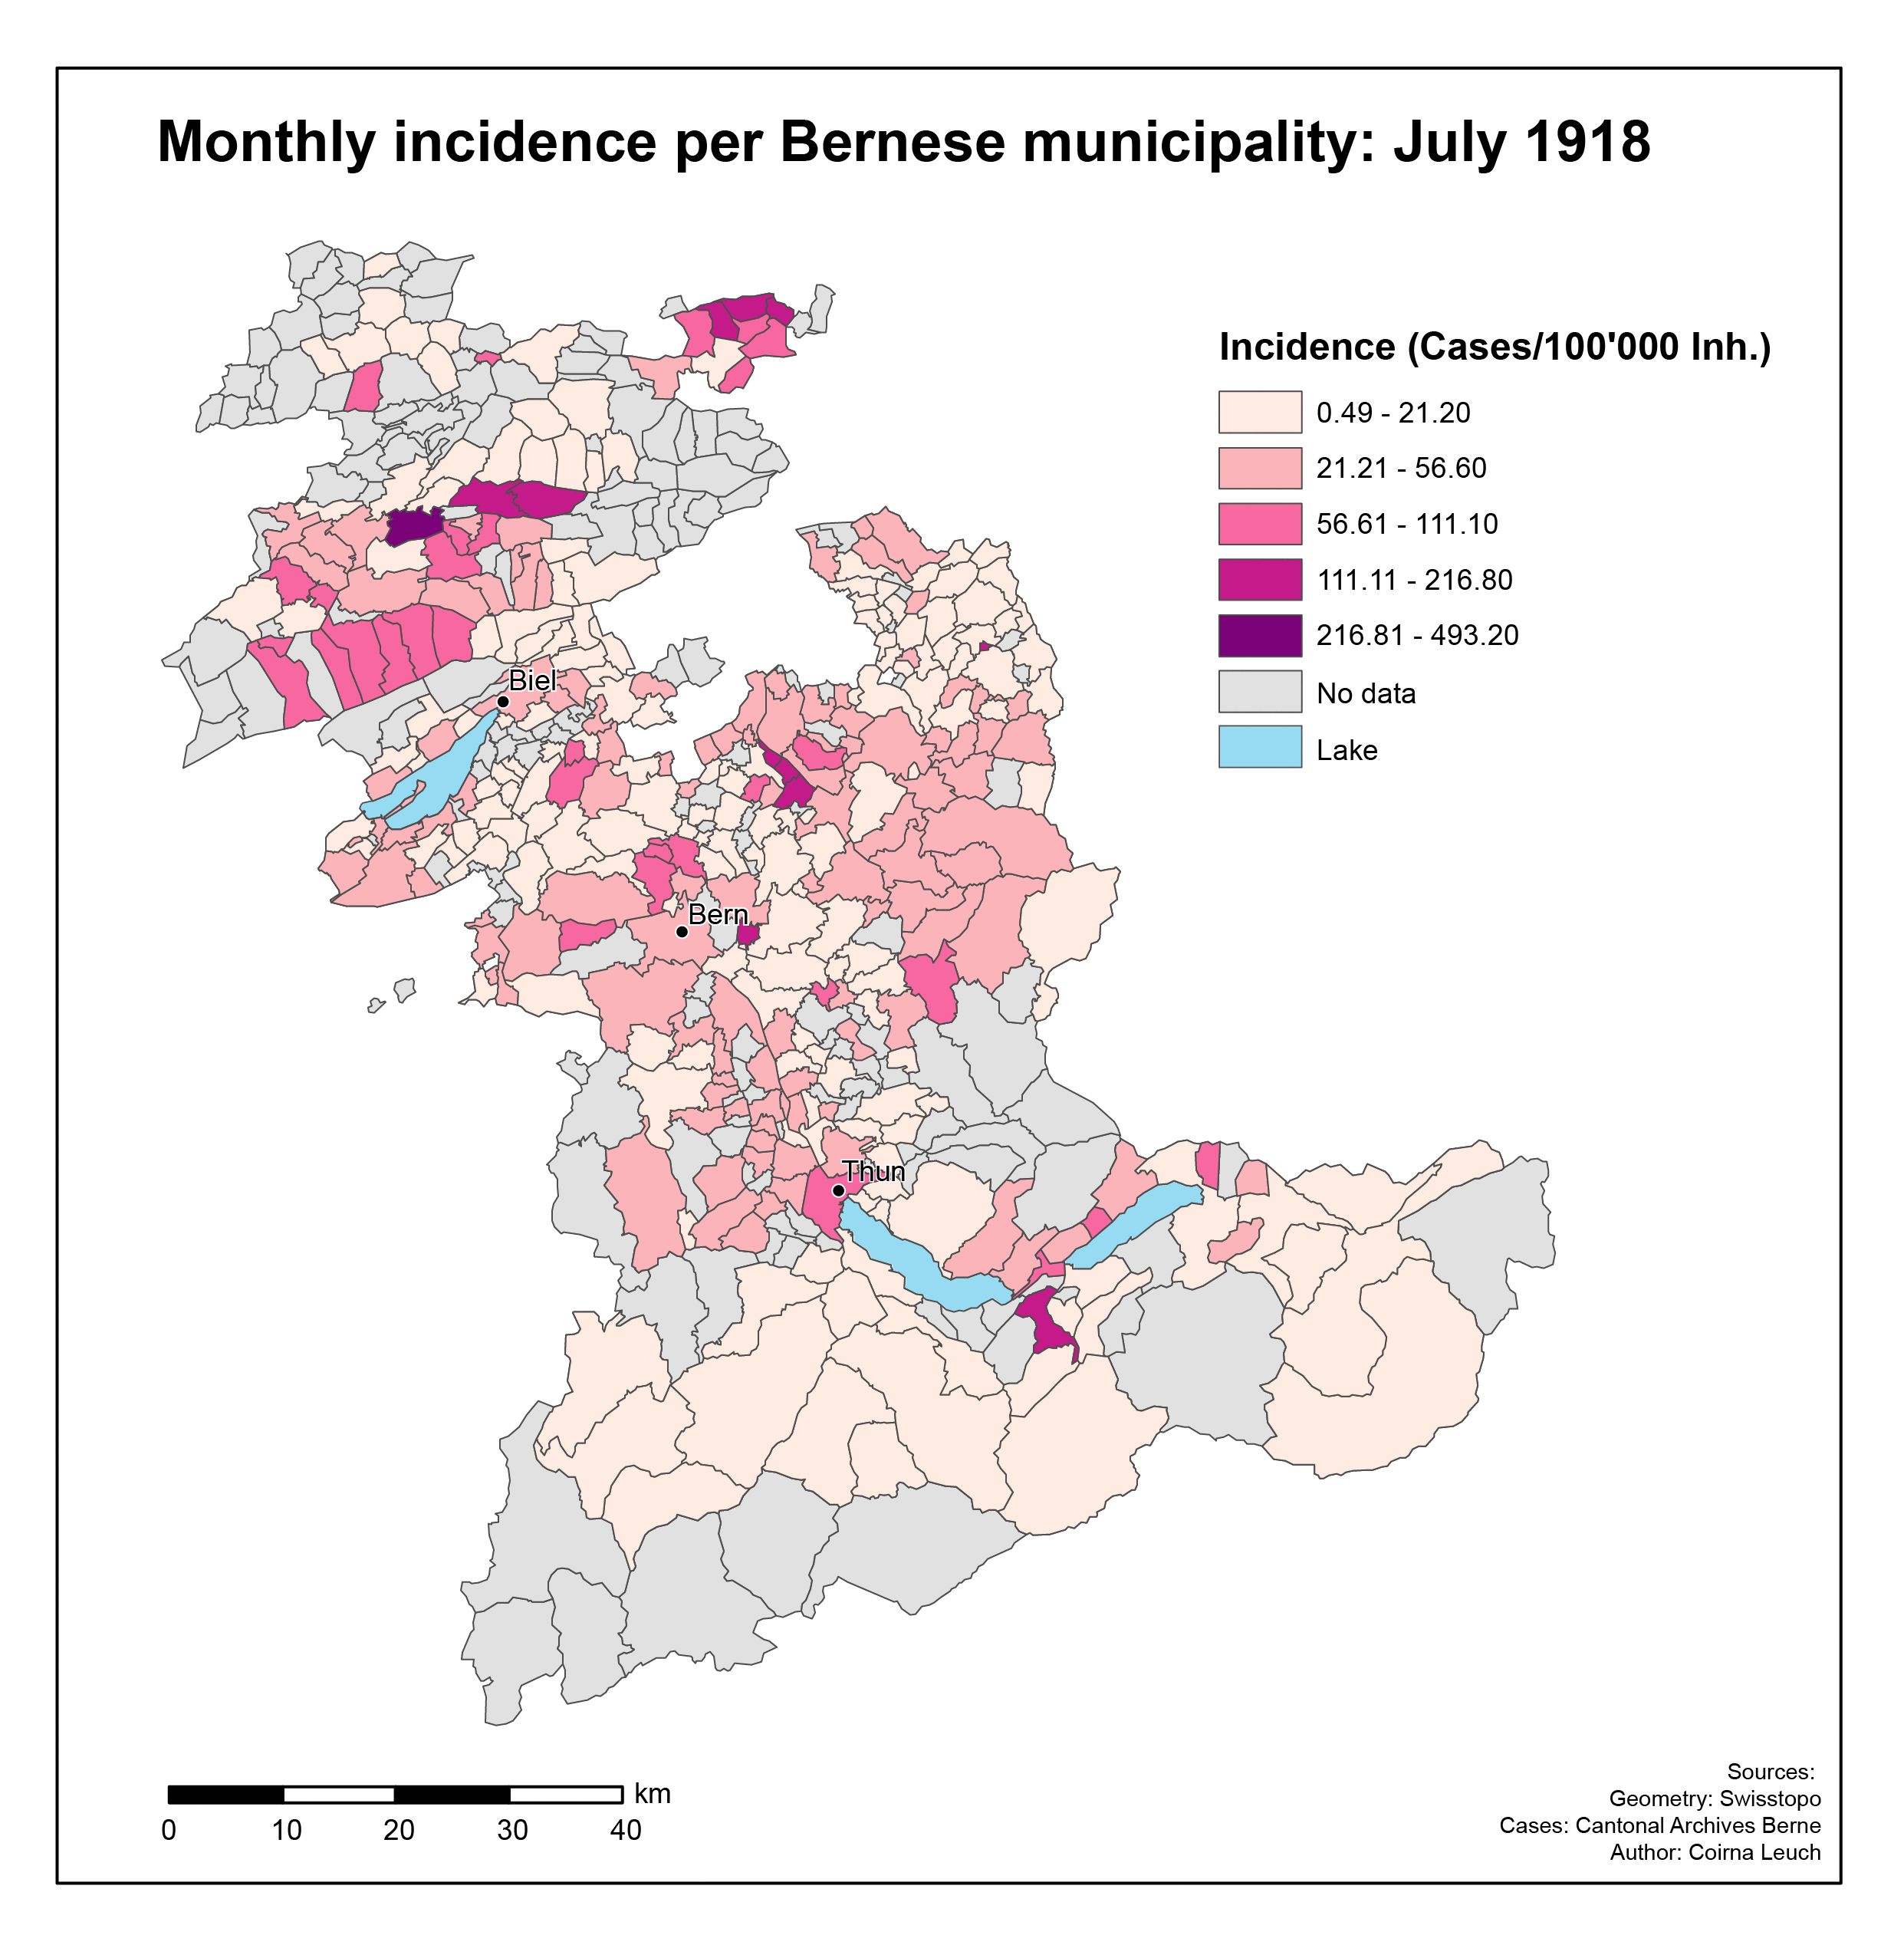 Monthly incidence per Bernese municipality: July 1918
Incidence (Cases/100'000 Inh.)
0.49 - 21.20
21.21 - 56.60
56.61 - 111.10
111.11 - 216.80
216.81 - 493.20
No data
Lake
Biel
Bern
Thun
km
0 10 20 30 40
Sources:
Geometry: Swisstopo
Cases: Cantonal Archives Berne
Author: Coirna Leuch